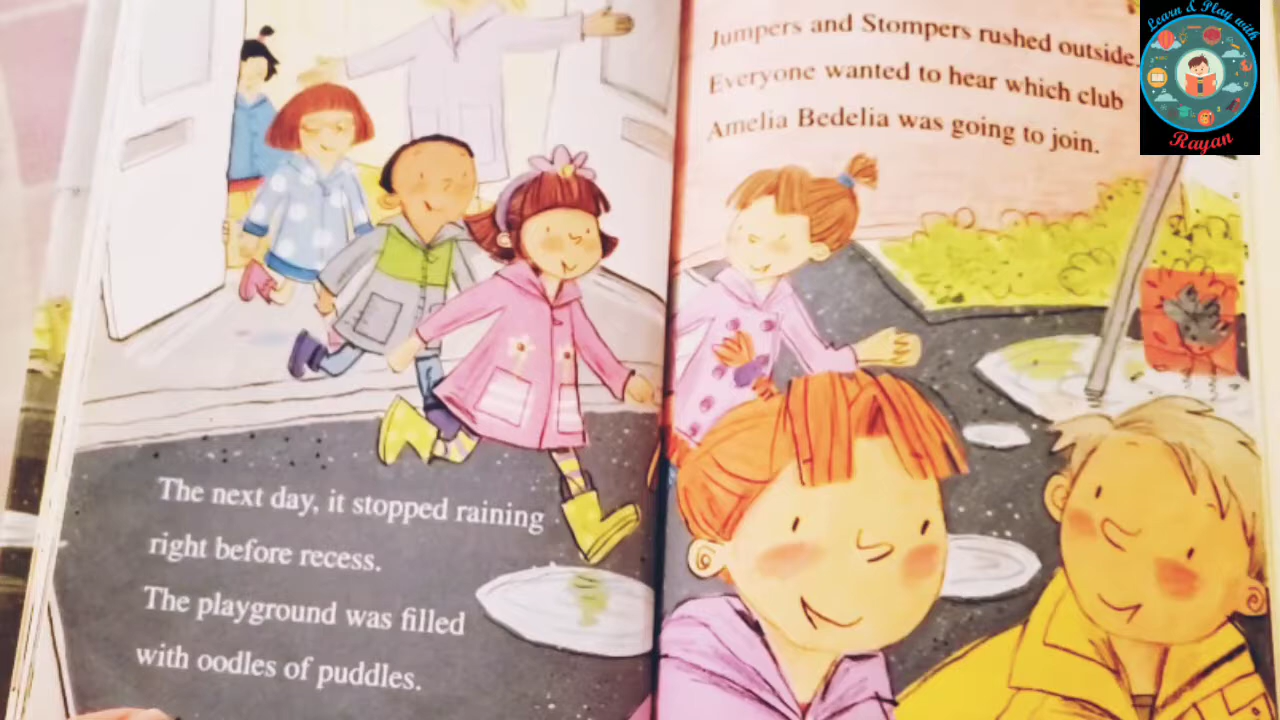 The next day, it stopped raining
right before recess.
The playground was filled
with oodles of puddles.
Jumpers and Stompers rushed outside.
Everyone wanted to hear which club
Amelia Bedelia was going to join.
Learn & Play with
Rayan